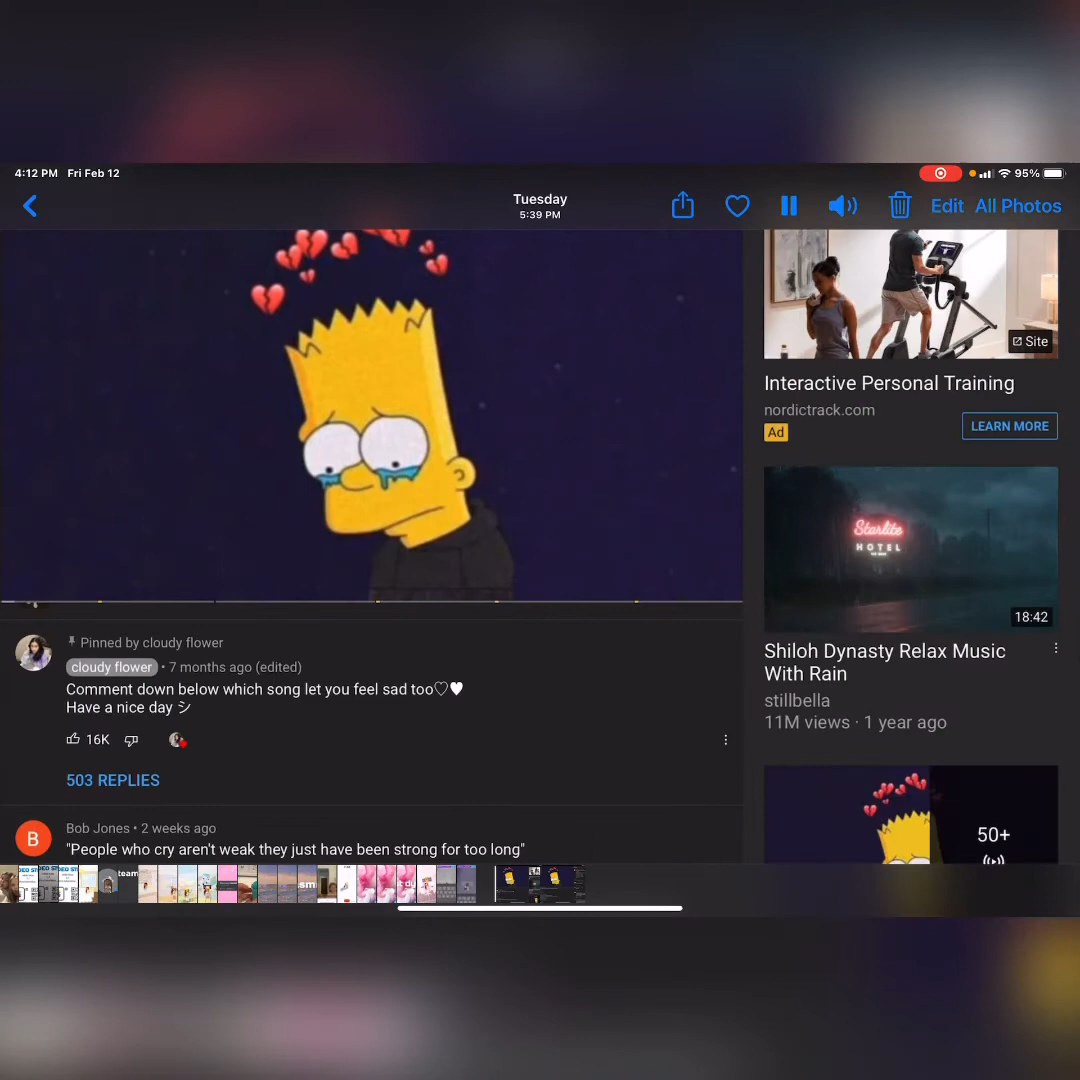 4:12 PM Fri Feb 12
95%
Tuesday
5:39 PM
Edit All Photos
Site
Interactive Personal Training
nordictrack.com
Ad
LEARN MORE
Starlite
HOTEL
18:42
Shiloh Dynasty Relax Music
With Rain
stillbella
11M views · 1 year ago
50+
Pinned by cloudy flower
cloudy flower • 7 months ago (edited)
Comment down below which song let you feel sad too♡♥
Have a nice day シ
16K
503 REPLIES
B
Bob Jones • 2 weeks ago
"People who cry aren't weak they just have been strong for too long"
team
sm